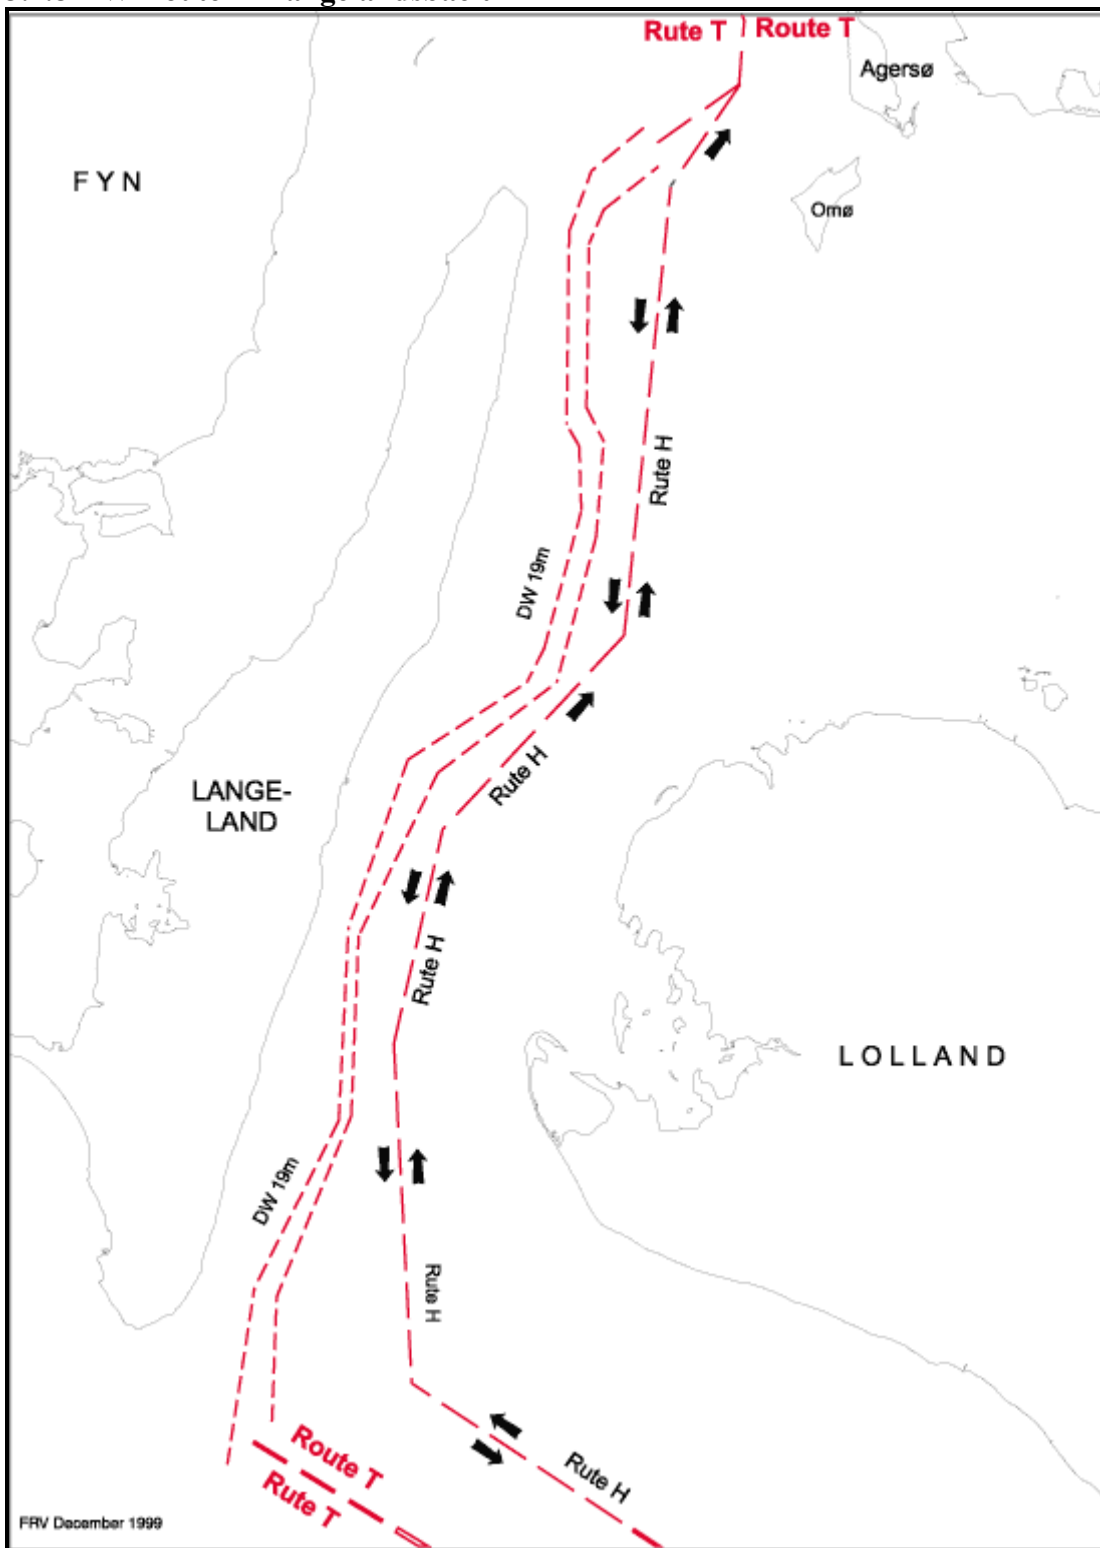 Rute T Route T
Agersø
FYN
Omø
Rute H
DW 19m
Rute H
LANGE-
LAND
Rute H
LOLLAND
DW 19m
Rute H
Route T
Rute T
Rute H
FRV December 1999